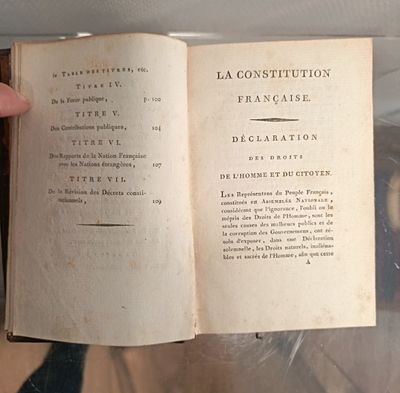 iv TABLE DES TITRES, etc.
TITRE IV.
De la Force publique, p. 100
TITRE V.
Des Contributions publiques, 104
TITRE VI.
Des Rapports de la Nation Française
avec les Nations étrangères, 107
TITRE VII.
De la Révision des Décrets consti-
tutionnels, 109
LA CONSTITUTION
FRANÇAISE.
DÉCLARATION
DES DROITS
DE L'HOMME ET DU CITOYEN.
LES Représentans du Peuple Français,
constitués en ASSEMBLÉE NATIONALE,
considérant que l'ignorance, l'oubli ou le
mépris des Droits de l'Homme, sont les
seules causes des malheurs publics et de
la corruption des Gouvernemens, ont ré-
solu d'exposer, dans une Déclaration
solemnelle, les Droits naturels, inaliéna-
bles et sacrés de l'Homme, afin que cette
A